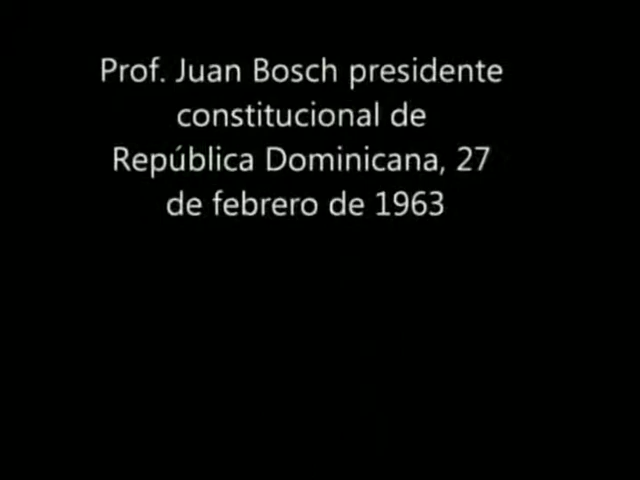 Prof. Juan Bosch presidente
constitucional de
República Dominicana, 27
de febrero de 1963